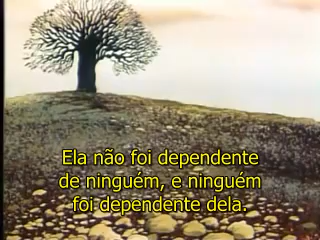 Ela não foi dependente
de ninguém, e ninguém
foi dependente dela.